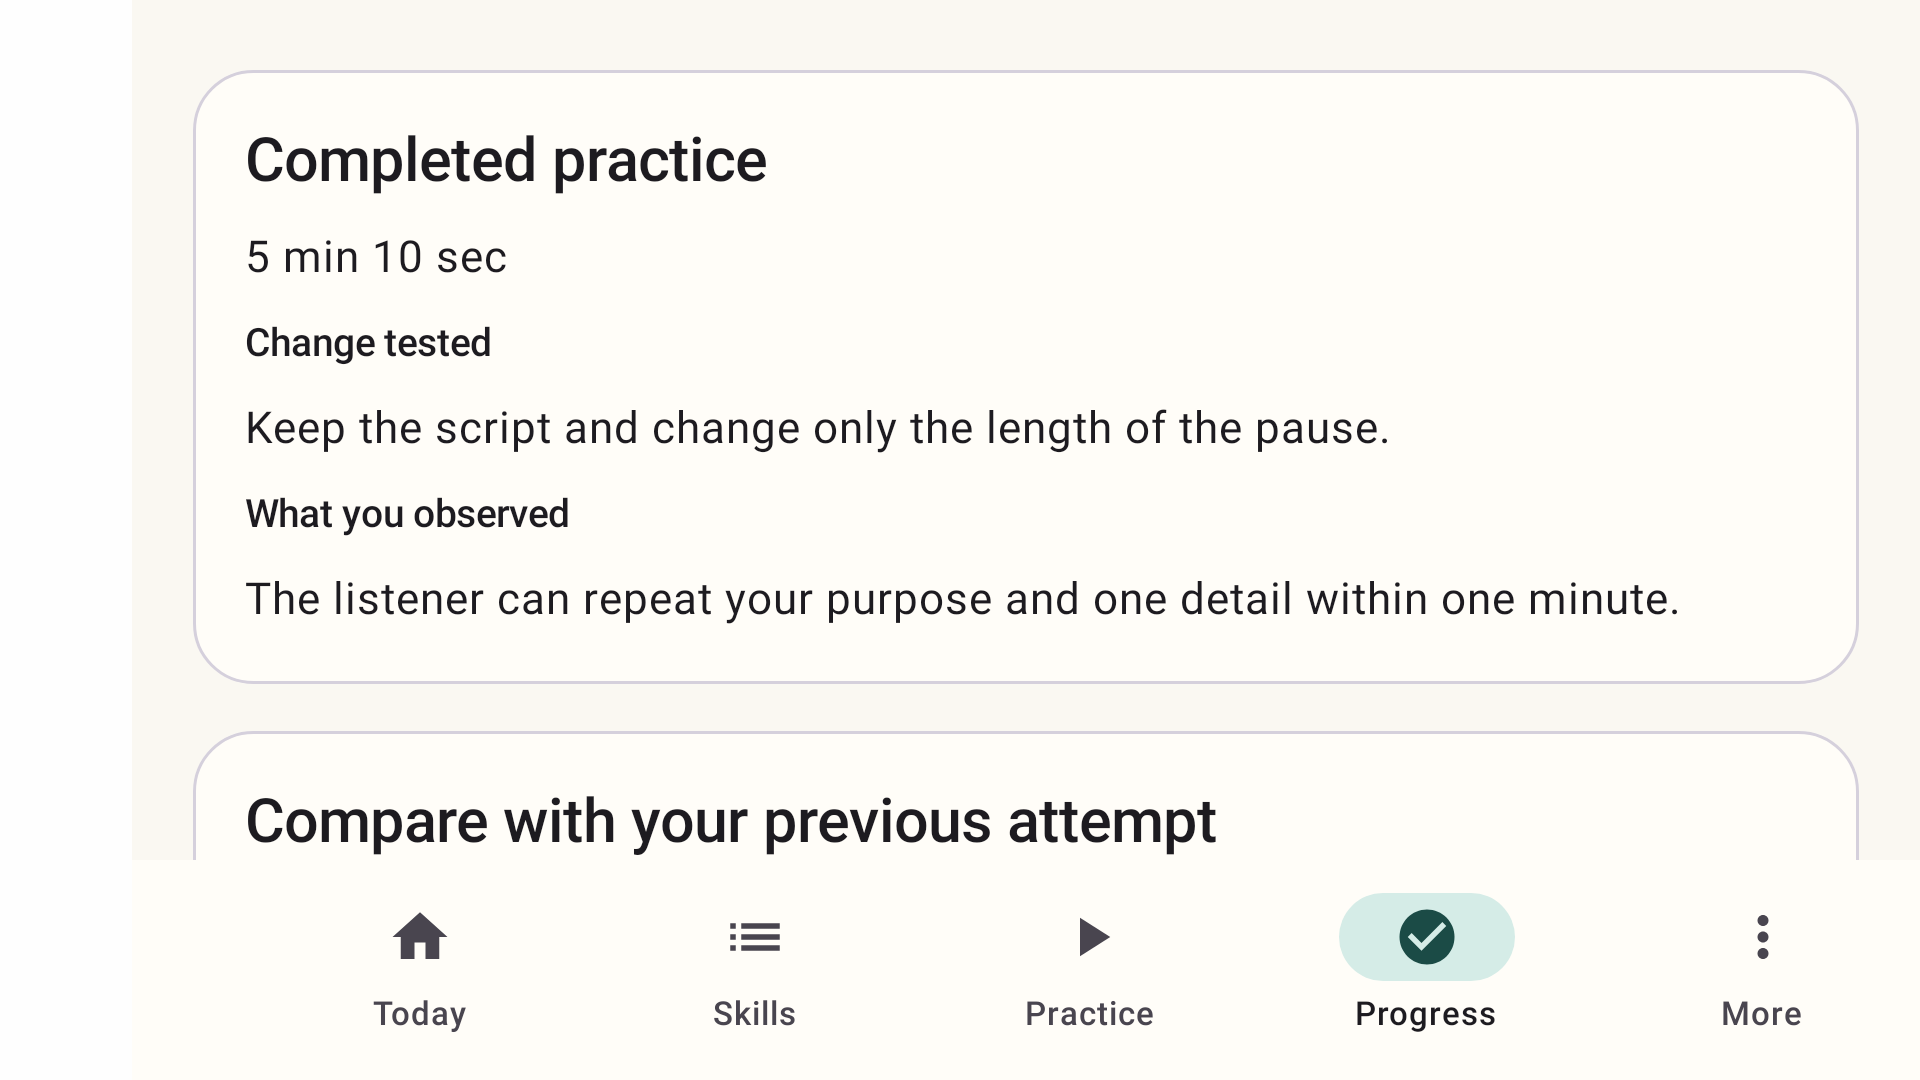 Completed practice
5 min 10 sec
Change tested
Keep the script and change only the length of the pause.
What you observed
The listener can repeat your purpose and one detail within one minute.
Compare with your previous attempt
Today
Skills
Practice
Progress
More